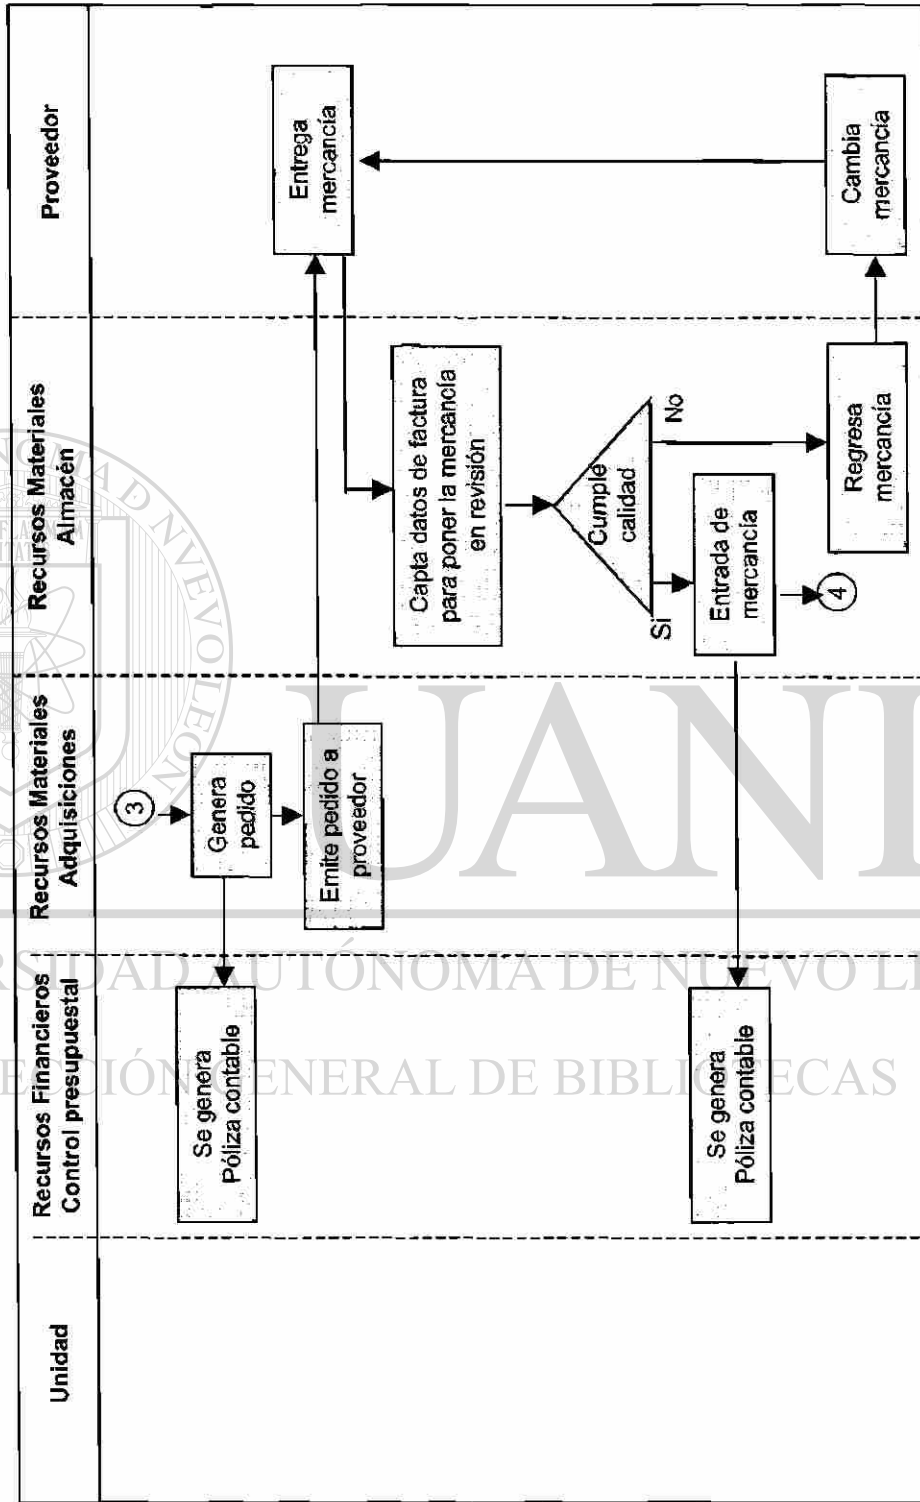 Unidad
Recursos Financieros
Control presupuestal
Recursos Materiales
Adquisiciones
Recursos Materiales
Almacén
Proveedor
3
Genera
pedido
Se genera
Póliza contable
Emite pedido a
proveedor
Entrega
mercancía
Capta datos de factura
para poner la mercancía
en revisión
Cumple
calidad
Si
No
Entrada de
mercancía
4
Se genera
Póliza contable
Regresa
mercancía
Cambia
mercancía
UANL
AUTÓNOMA DE NUEVO
GENERAL DE BIBLIOTECAS